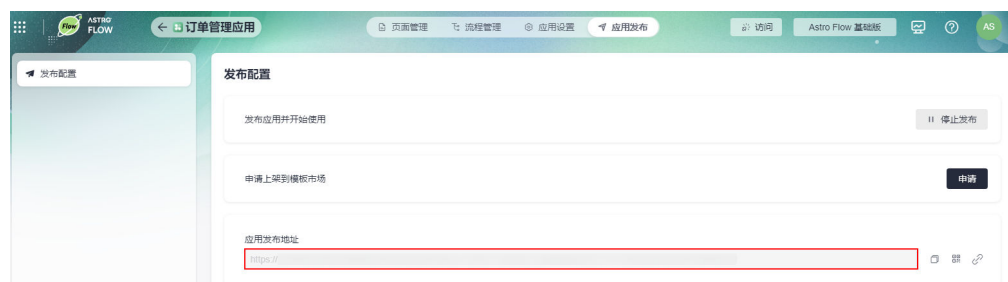 Flow ASTRO FLOW 订单管理应用 页面管理 流程管理 应用设置 应用发布 访问 Astro Flow 基础版 AS
发布配置
发布配置
发布应用并开始使用 停止发布
申请上架到模板市场 申请
应用发布地址
https://